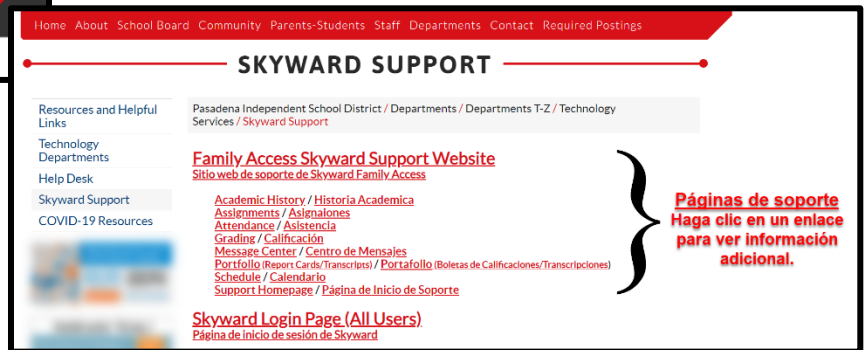 Home About School Board Community Parents-Students Staff Departments Contact Required Postings
SKYWARD SUPPORT
Resources and Helpful
Links
Technology
Departments
Help Desk
Skyward Support
COVID-19 Resources
Pasadena Independent School District / Departments / Departments T-Z / Technology
Services / Skyward Support
Family Access Skyward Support Website
Sitio web de soporte de Skyward Family Access
Academic History / Historia Academica
Assignments / Asignaiones
Attendance / Asistencia
Grading / Calificación
Message Center / Centro de Mensajes
Portfolio (Report Cards/Transcripts) / Portafolio (Boletas de Calificaciones/Transcripciones)
Schedule / Calendario
Support Homepage / Página de Inicio de Soporte
Skyward Login Page (All Users)
Página de inicio de sesión de Skyward
Páginas de soporte
Haga clic en un enlace
para ver información
adicional.